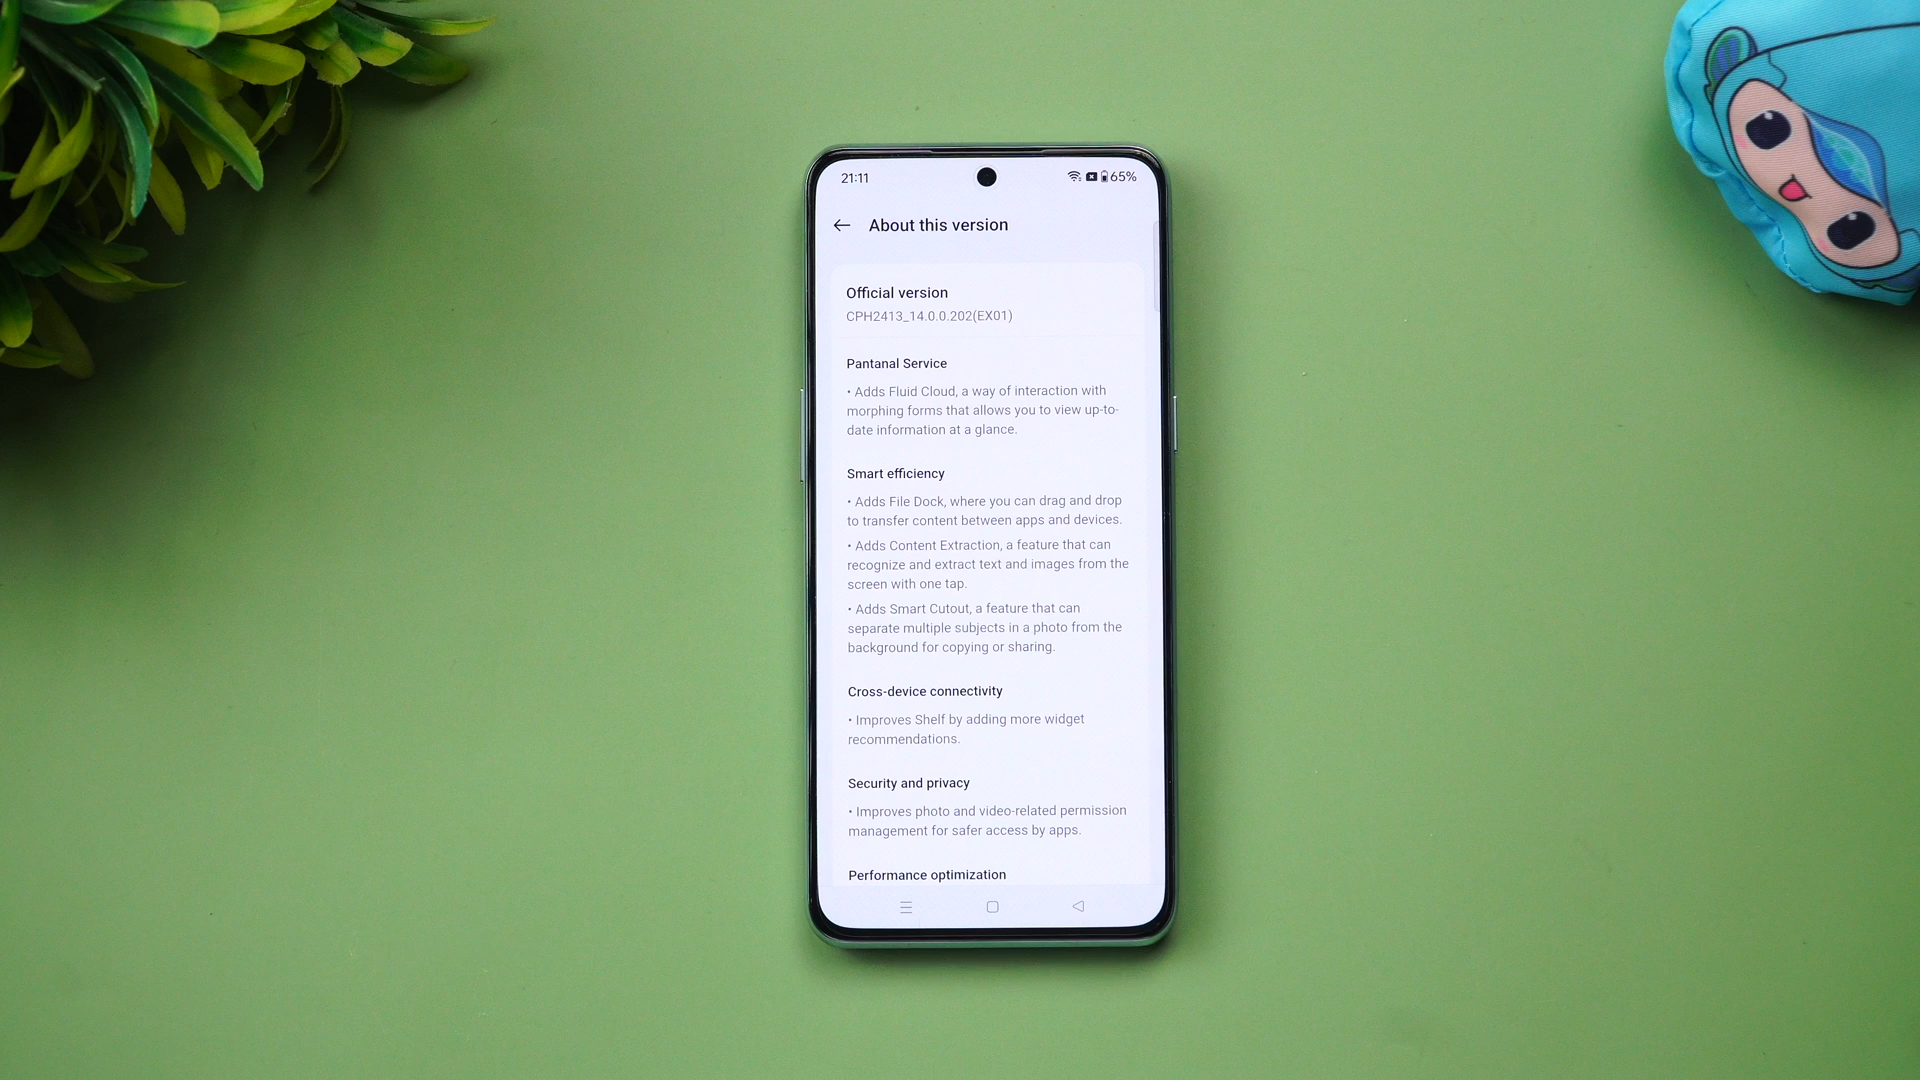 21:11
65%
About this version
Official version
CPH2413_14.0.0.202(EX01)
Pantanal Service
• Adds Fluid Cloud, a way of interaction with
morphing forms that allows you to view up-to-
date information at a glance.
Smart efficiency
• Adds File Dock, where you can drag and drop
to transfer content between apps and devices.
• Adds Content Extraction, a feature that can
recognize and extract text and images from the
screen with one tap.
• Adds Smart Cutout, a feature that can
separate multiple subjects in a photo from the
background for copying or sharing.
Cross-device connectivity
• Improves Shelf by adding more widget
recommendations.
Security and privacy
• Improves photo and video-related permission
management for safer access by apps.
Performance optimization